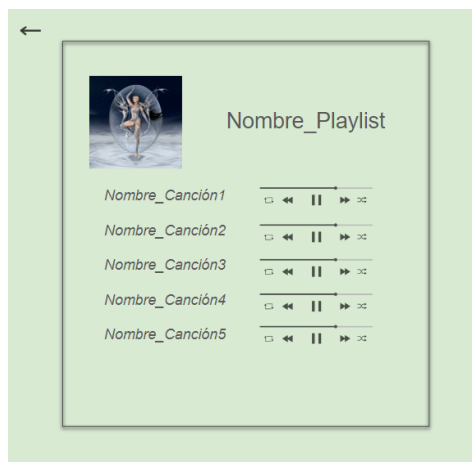 Nombre_Playlist
Nombre_Canción1
Nombre_Canción2
Nombre_Canción3
Nombre_Canción4
Nombre_Canción5